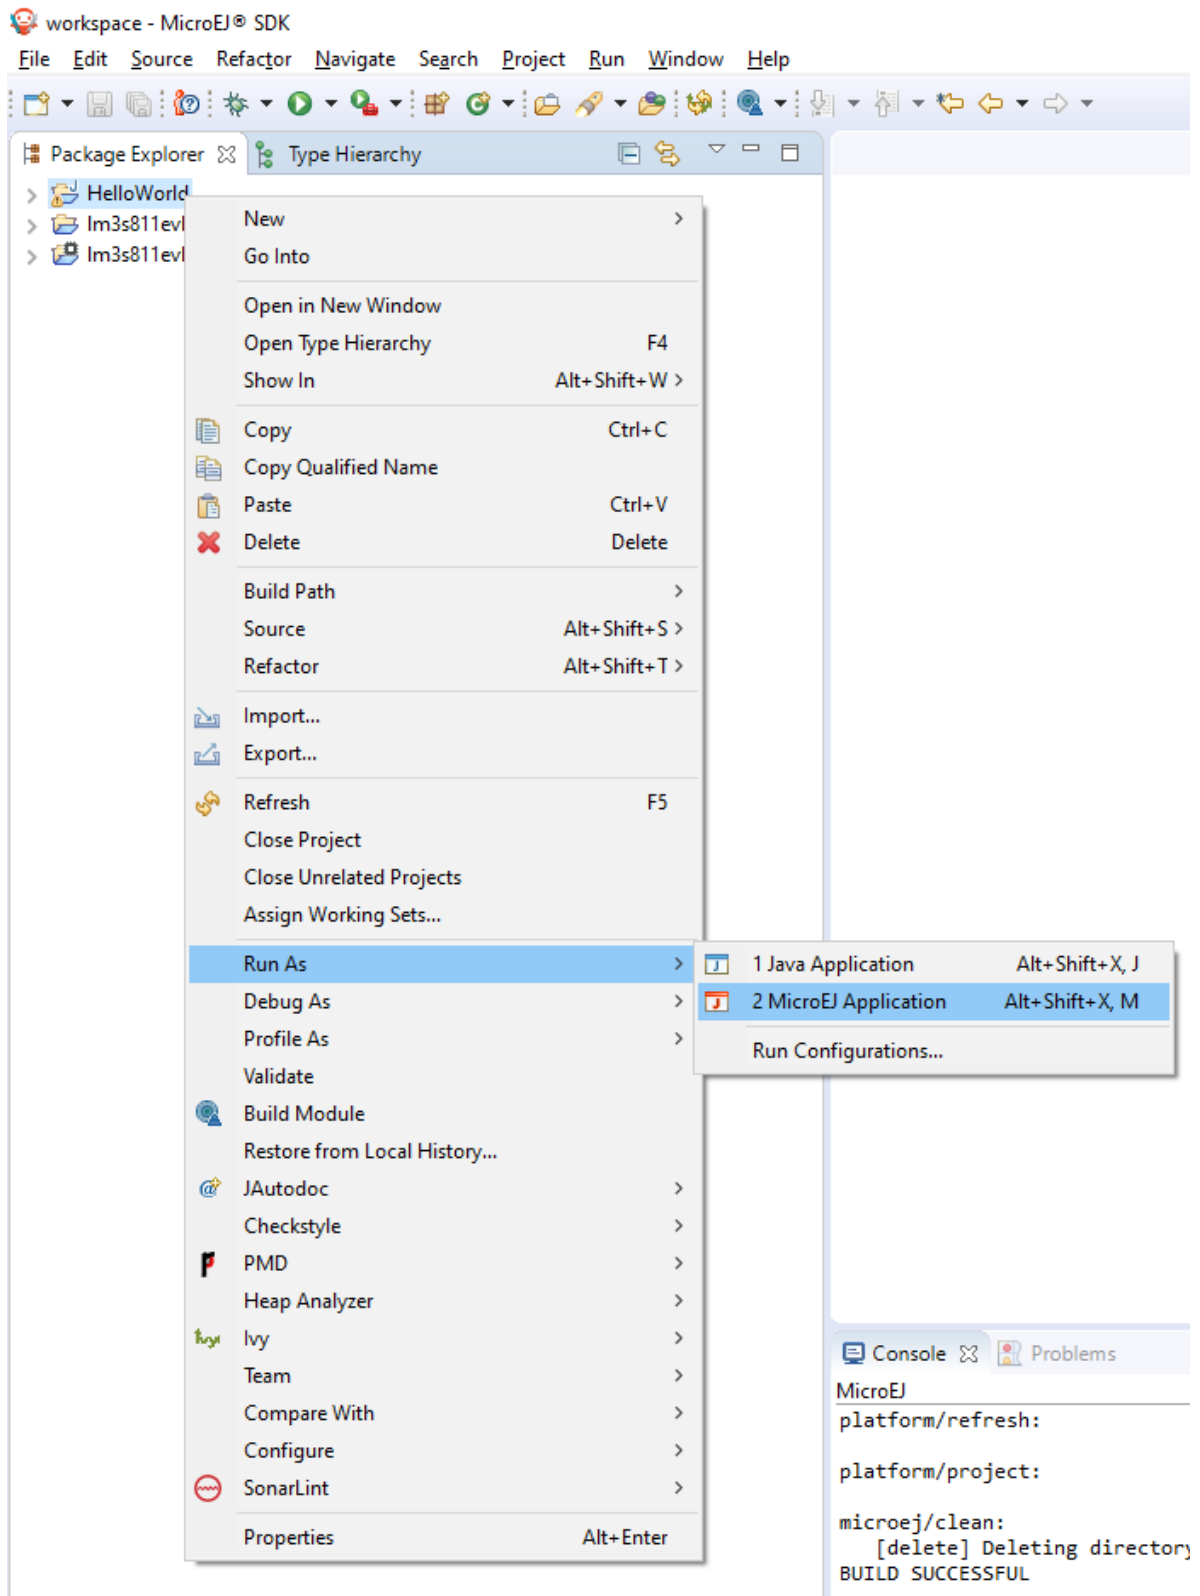 workspace - MicroEJ® SDK
File Edit Source Refactor Navigate Search Project Run Window Help
Package Explorer Type Hierarchy
HelloWorld
lm3s811evl
lm3s811evl
New
Go Into
Open in New Window
Open Type Hierarchy F4
Show In Alt+Shift+W
Copy Ctrl+C
Copy Qualified Name
Paste Ctrl+V
Delete Delete
Build Path
Source Alt+Shift+S
Refactor Alt+Shift+T
Import...
Export...
Refresh F5
Close Project
Close Unrelated Projects
Assign Working Sets...
Run As
1 Java Application Alt+Shift+X, J
2 MicroEJ Application Alt+Shift+X, M
Run Configurations...
Debug As
Profile As
Validate
Build Module
Restore from Local History...
JAutodoc
Checkstyle
PMD
Heap Analyzer
Ivy
Team
Compare With
Configure
SonarLint
Properties Alt+Enter
Console Problems
MicroEJ
platform/refresh:
platform/project:
microej/clean:
[delete] Deleting directory
BUILD SUCCESSFUL